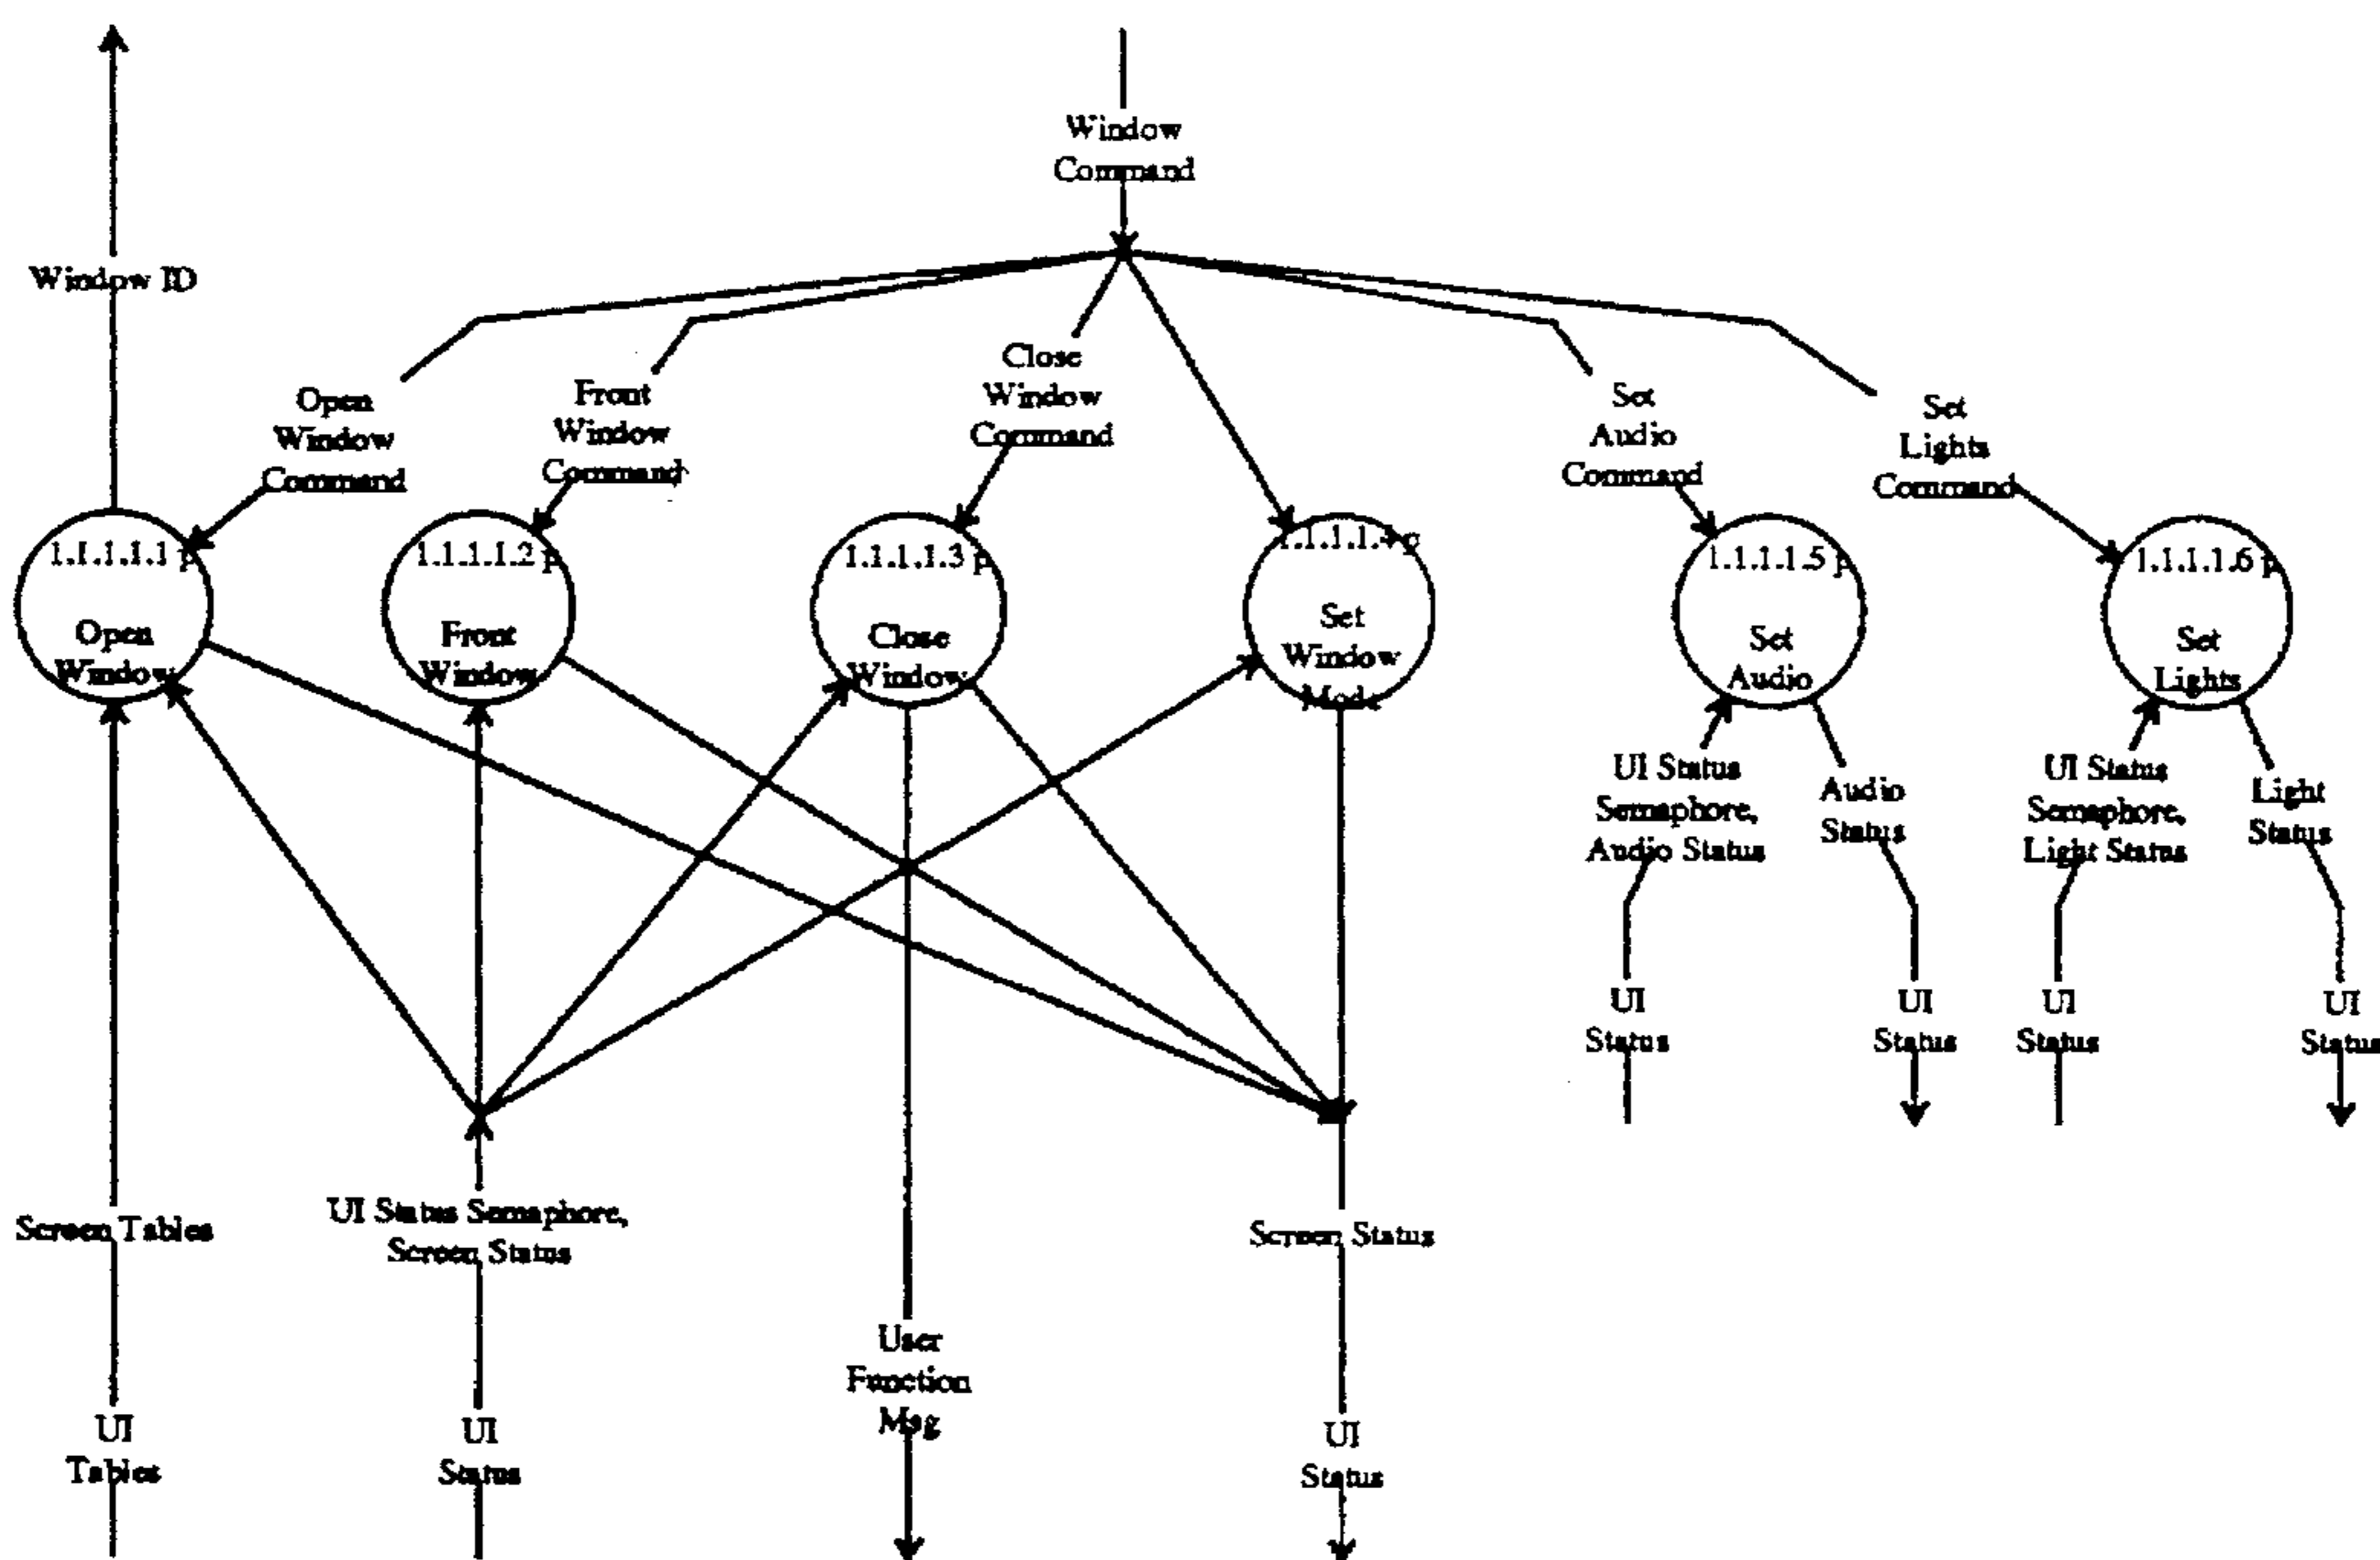 Window
Command
Window ID
Open
Window
Command
Front
Window
Command
Close
Window
Command
Set
Audio
Command
Set
Lights
Command
1.1.1.1.1 p
Open
Window
1.1.1.1.2 p
Front
Window
1.1.1.1.3 p
Close
Window
1.1.1.1.4 p
Set
Window
Mode
1.1.1.1.5 p
Set
Audio
1.1.1.1.6 p
Set
Lights
UI Status
Semaphore,
Audio Status
Audio
Status
UI Status
Semaphore,
Light Status
Light
Status
UI
Status
UI
Status
UI
Status
UI
Status
Screen Tables
UI Status Semaphore,
Screen Status
Screen Status
User
Function
Msg
UI
Tables
UI
Status
UI
Status